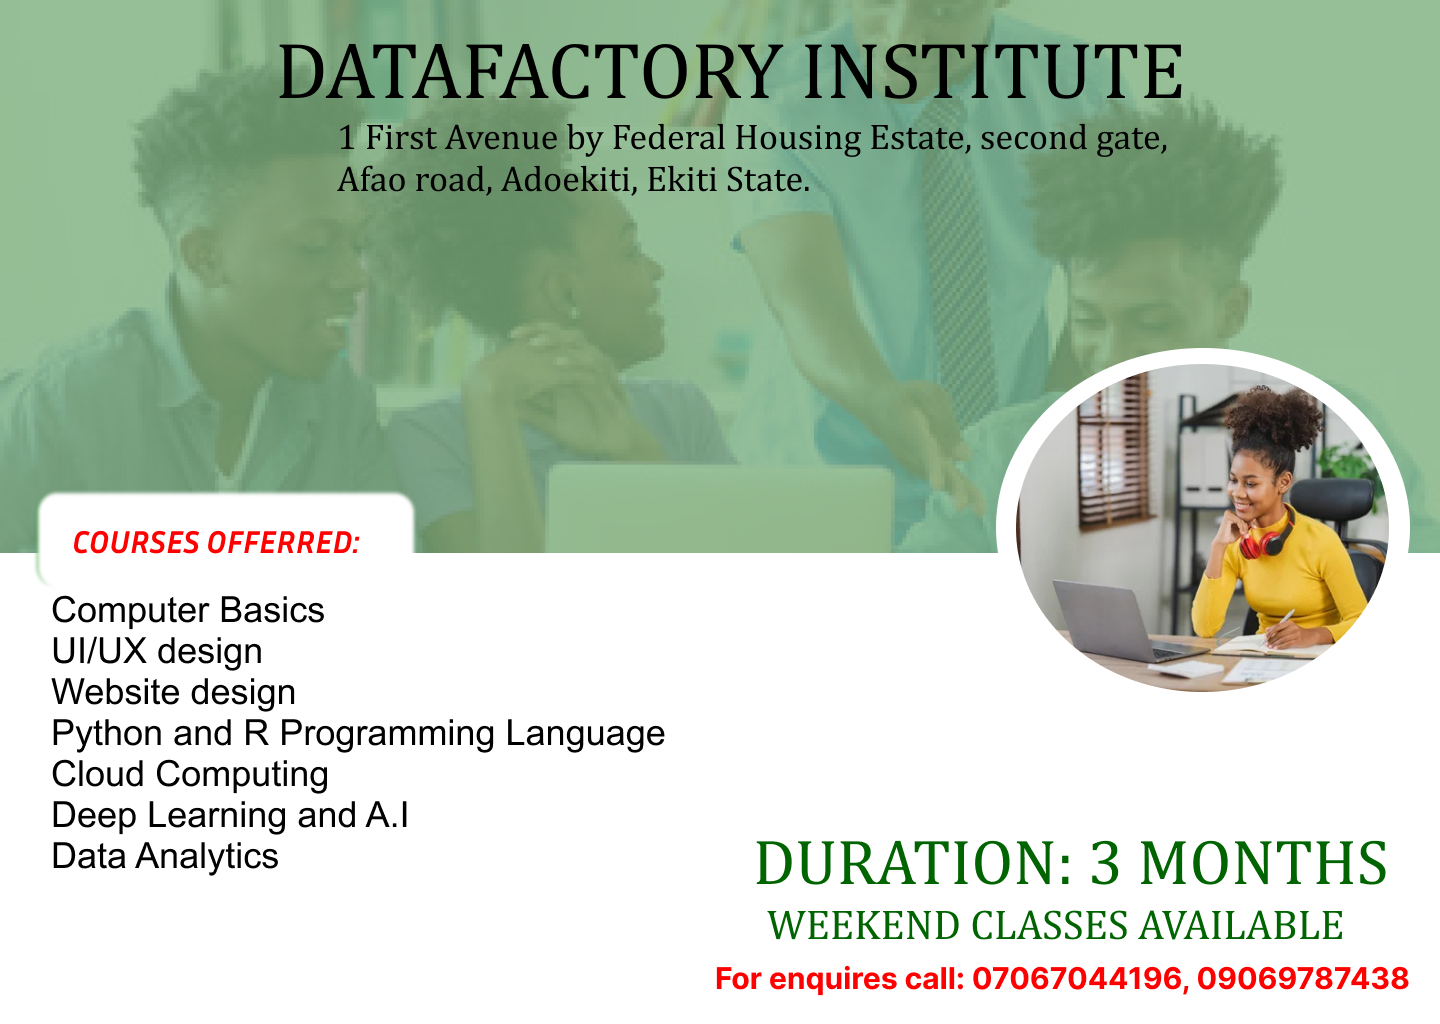 DATAFACTORY INSTITUTE
1 First Avenue by Federal Housing Estate, second gate,
Afao road, Adoekiti, Ekiti State.
COURSES OFFERRED:
Computer Basics
UI/UX design
Website design
Python and R Programming Language
Cloud Computing
Deep Learning and A.I
Data Analytics
DURATION: 3 MONTHS
WEEKEND CLASSES AVAILABLE
For enquires call: 07067044196, 09069787438